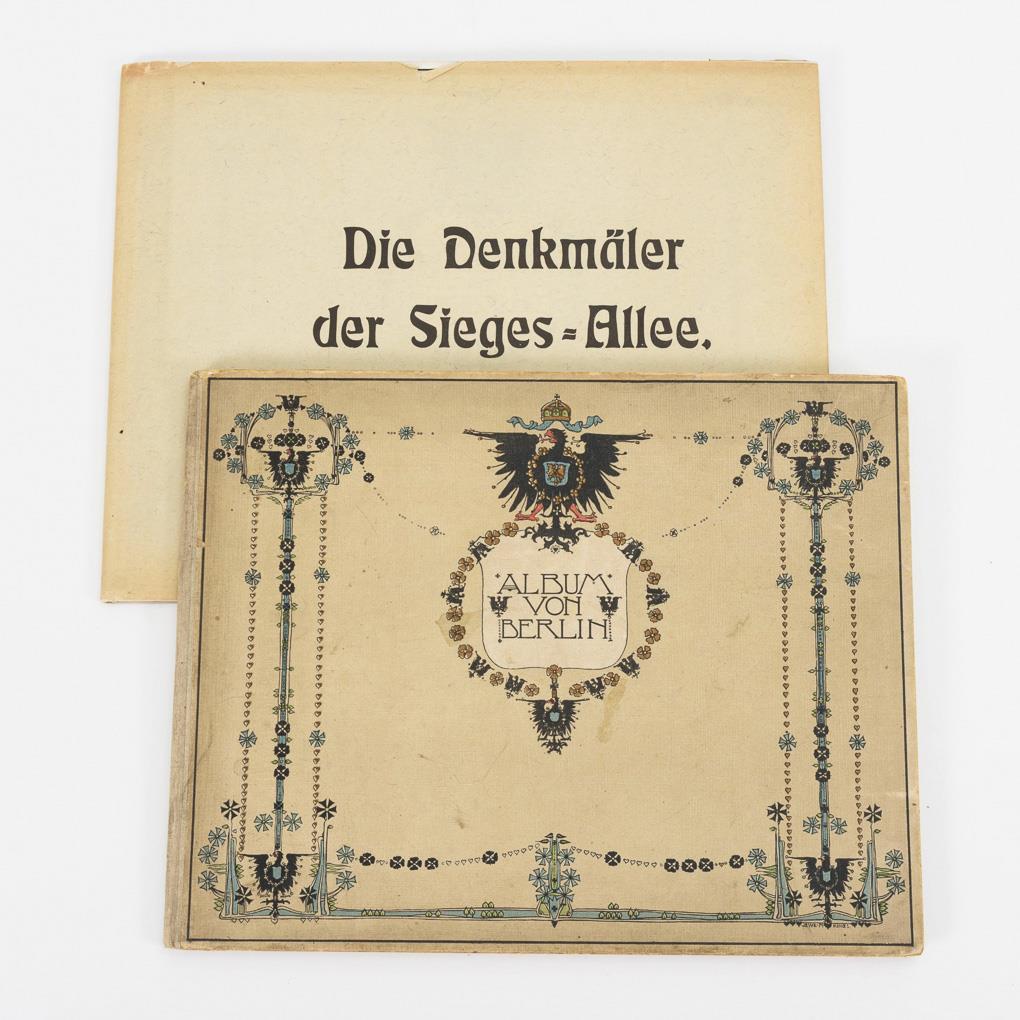 Die Denkmäler
der Sieges=Allee.
ALBUM
VON
BERLIN